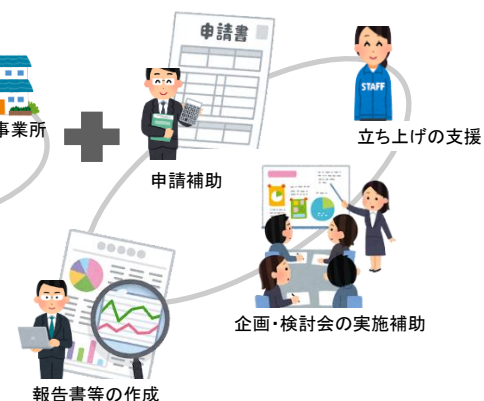 申請書
STAFF
事業所
立ち上げの支援
申請補助
企画・検討会の実施補助
報告書等の作成